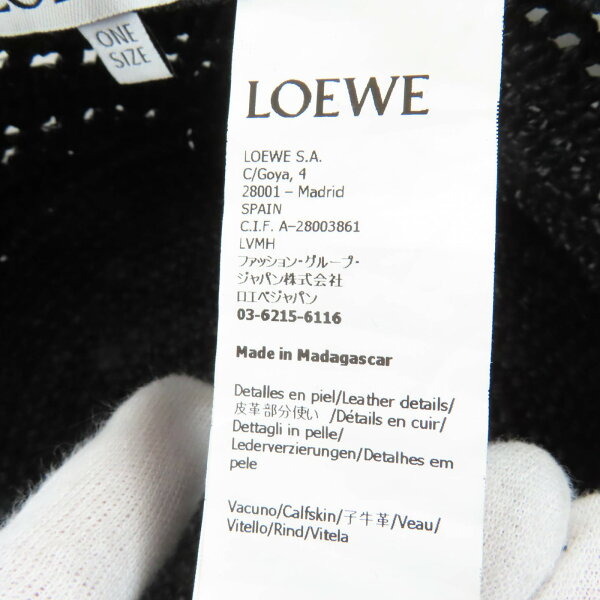 ONE
SIZE
LOEWE
LOEWE S.A.
C/Goya, 4
28001 – Madrid
SPAIN
C.I.F. A-28003861
LVMH
ファッション・グループ・
ジャパン株式会社
ロエベジャパン
03-6215-6116
Made in Madagascar
Detalles en piel/Leather details/
皮革部分使い /Détails en cuir/
Dettagli in pelle/
Lederverzierungen/Detalhes em
pele
Vacuno/Calfskin/子牛革/Veau/
Vitello/Rind/Vitela